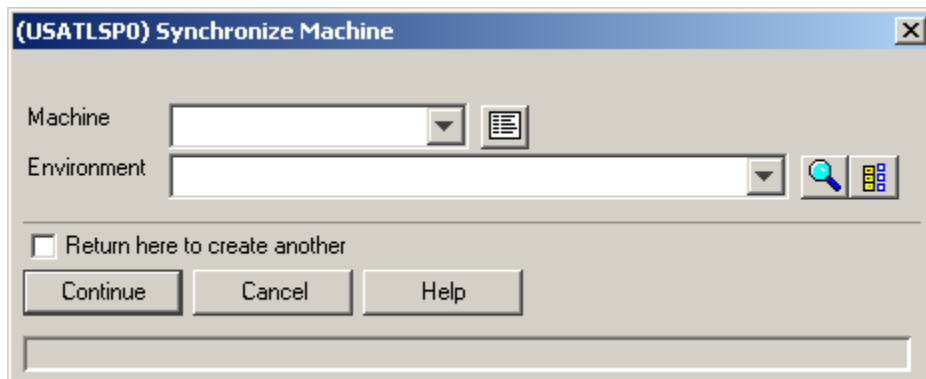 (USATLSP0) Synchronize Machine
Machine
Environment
Return here to create another
Continue Cancel Help